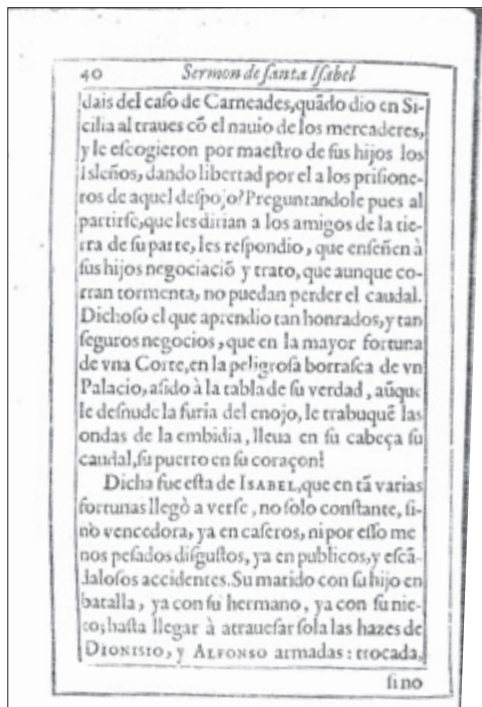 40 Sermon de ſanta Iſabel
dais del caſo de Carneades,quãdo dio en Si-
cilia al traues cõ el nauio de los mercaderes,
y le eſcogieron por maeſtro de ſus hijos los
Isleños, dando libertad por el a los priſione-
ros de aquel deſpojo? Preguntandole pues al
partirſe,que les dirian a los amigos de la tie-
rra de ſu parte, les reſpondio, que enſeñen à
ſus hijos negociaciõ y trato, que aunque co-
rran tormenta, no puedan perder el caudal.
Dichoſo el que aprendio tan honrados,y tan
ſeguros negocios, que en la mayor fortuna
de vna Corte,en la peligroſa borraſca de vn
Palacio, aſido à la tabla de ſu verdad, aũque
le deſnude la furia del enojo, le trabuquẽ las
ondas de la embidia, lleua en ſu cabeça ſu
caudal,ſu puerto en ſu coraçon!
Dicha fue eſta de ISABEL,que en tã varias
fortunas llegò a verſe, no ſolo conſtante, ſi-
nò vencedora, ya en caſeros, ni por eſſo me
nos peſados diſguſtos, ya en publicos,y eſcã-
daloſos accidentes.Su marido con ſu hijo en
batalla, ya con ſu hermano, ya con ſu nie-
to; haſta llegar à atraueſar ſola las hazes de
DIONISIO, y ALFONSO armadas: trocada,
ſino